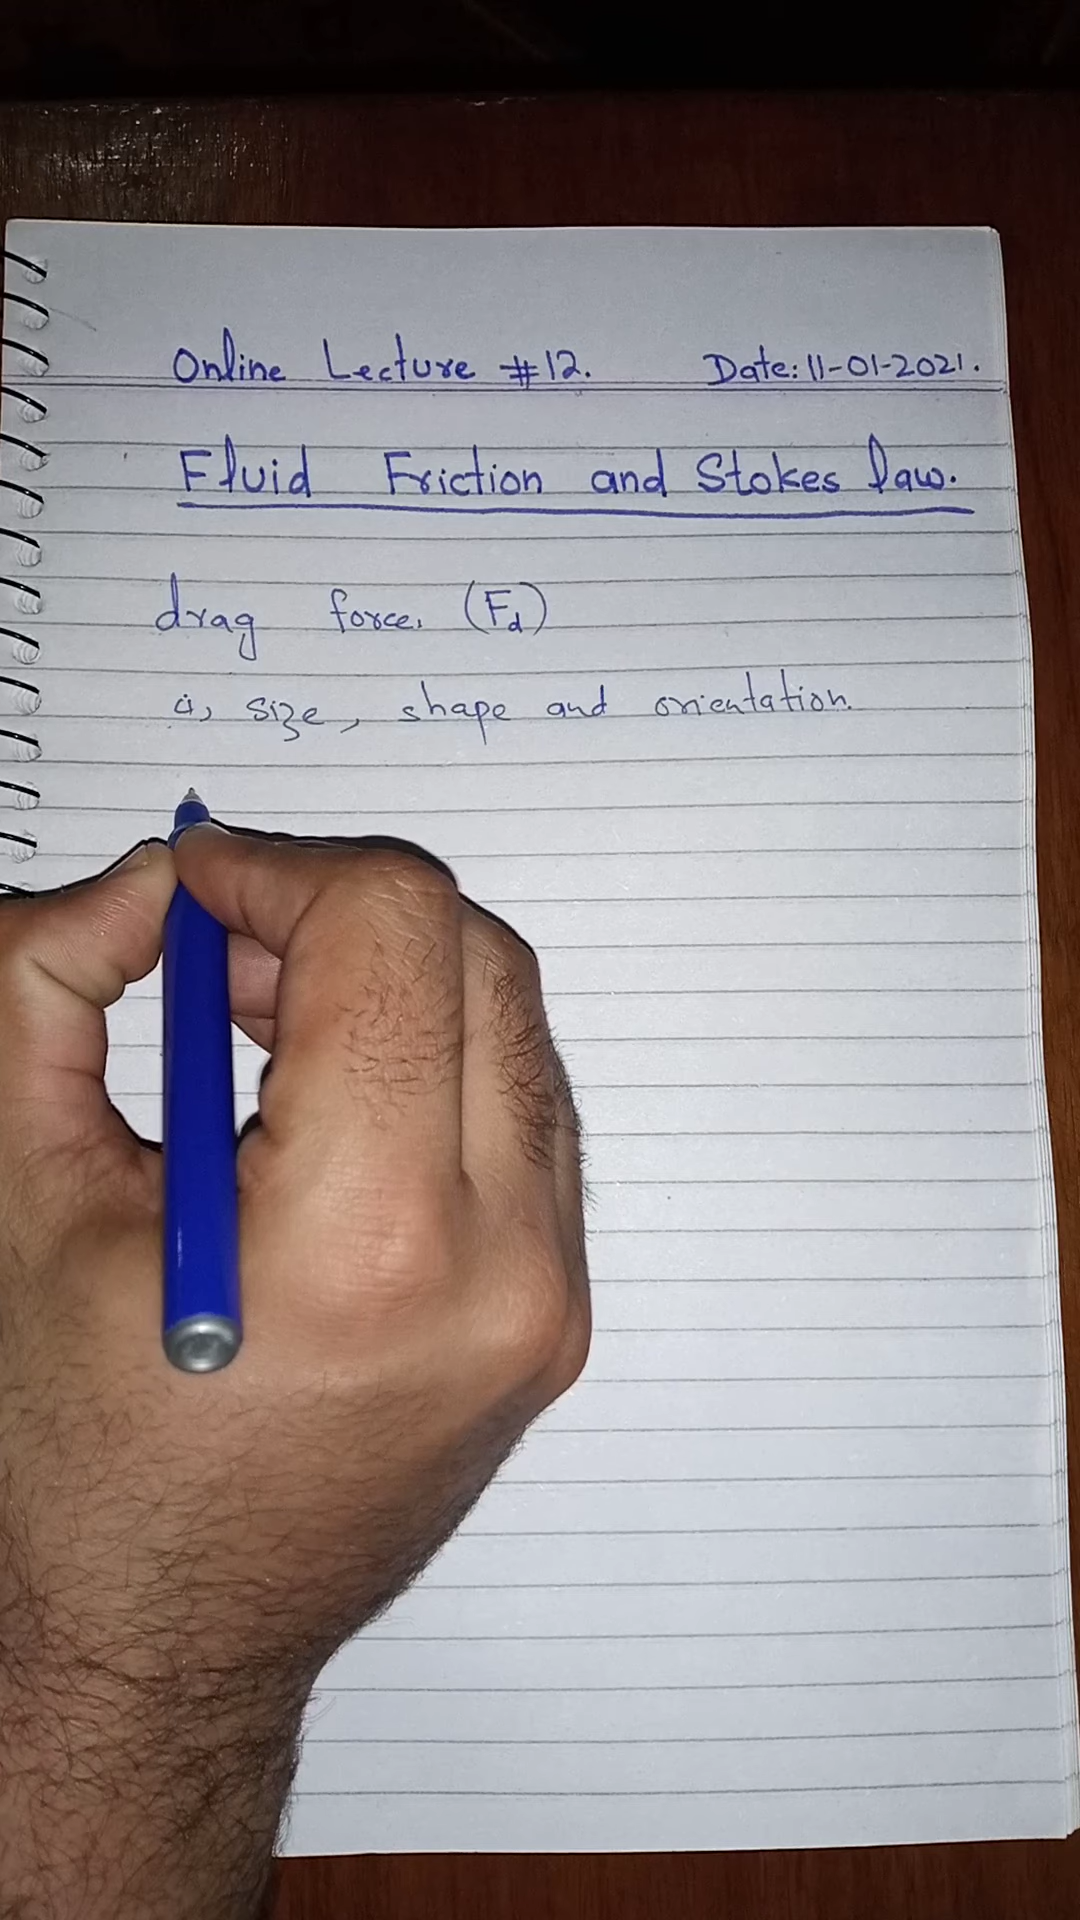 Online Lecture #12. Date: 11-01-2021.
Fluid Friction and Stokes law.
drag force. (Fd)
i, size, shape and orientation.